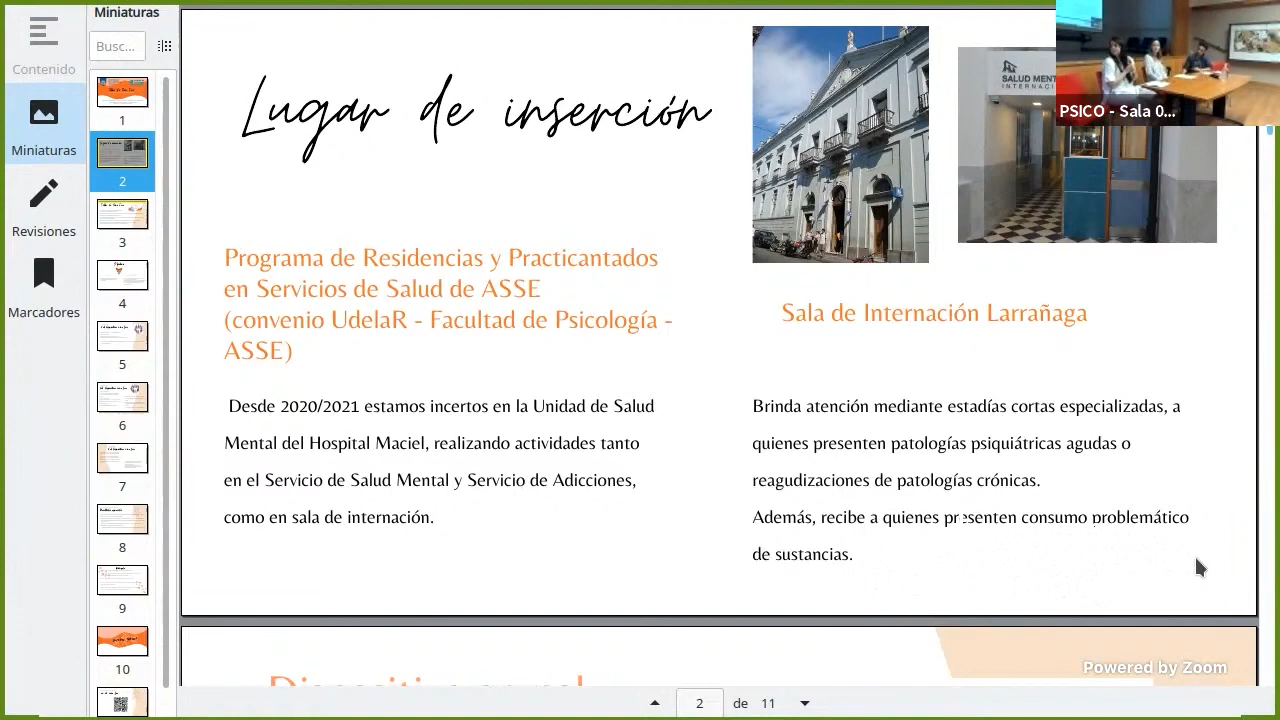 Contenido
Miniaturas
Revisiones
Marcadores
Miniaturas
Busc...
1
2
3
4
5
6
7
8
9
10
Lugar de inserción
Programa de Residencias y Practicantados
en Servicios de Salud de ASSE
(convenio UdelaR - Facultad de Psicología -
ASSE)
Desde 2020/2021 estamos incertos en la Unidad de Salud
Mental del Hospital Maciel, realizando actividades tanto
en el Servicio de Salud Mental y Servicio de Adicciones,
como en sala de internación.
SALUD MENT
INTERNACI
PSICO - Sala 0...
Sala de Internación Larrañaga
Brinda atención mediante estadías cortas especializadas, a
quienes presenten patologías psiquiátricas agudas o
reagudizaciones de patologías crónicas.
Además, recibe a quienes presenten consumo problemático
de sustancias.
Powered by Zoom
2 de 11